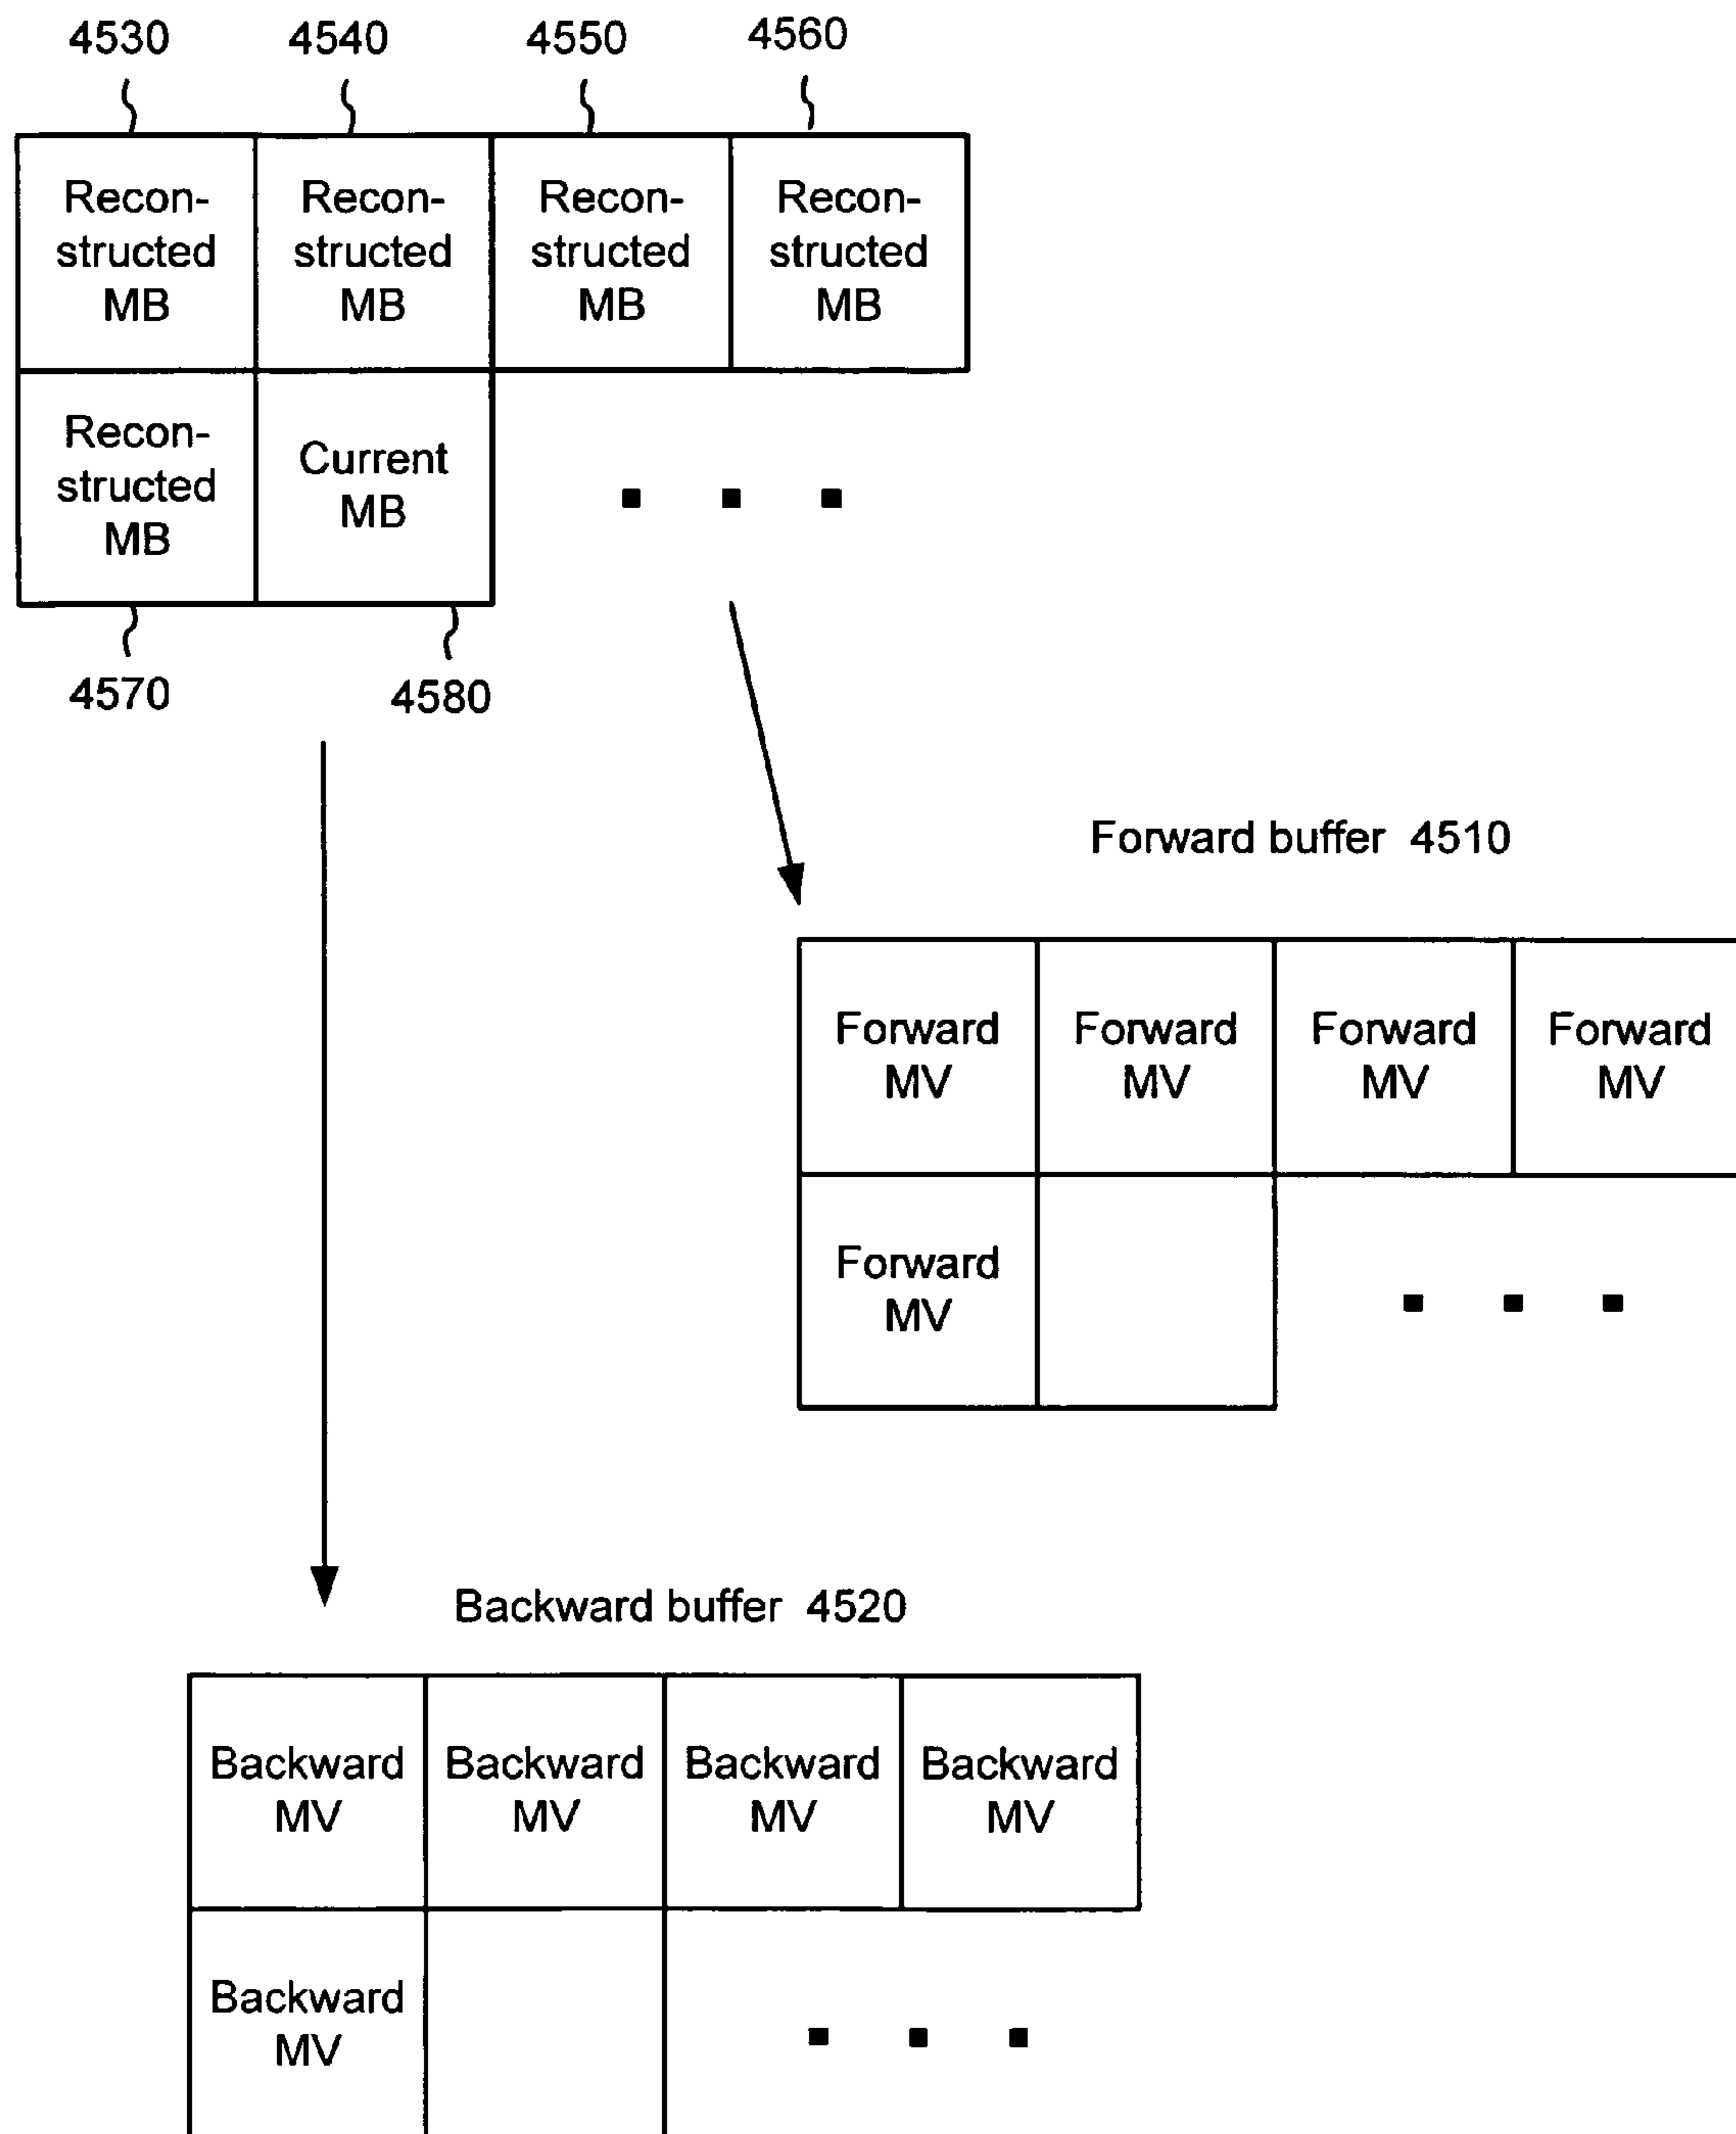 4530 4540 4550 4560
Recon- Recon- Recon- Recon-
structed structed structed structed
MB MB MB MB
Recon-
structed
MB
Current
MB
4570 4580
Forward buffer 4510
Forward Forward Forward Forward
MV MV MV MV
Forward
MV
Backward buffer 4520
Backward Backward Backward Backward
MV MV MV MV
Backward
MV